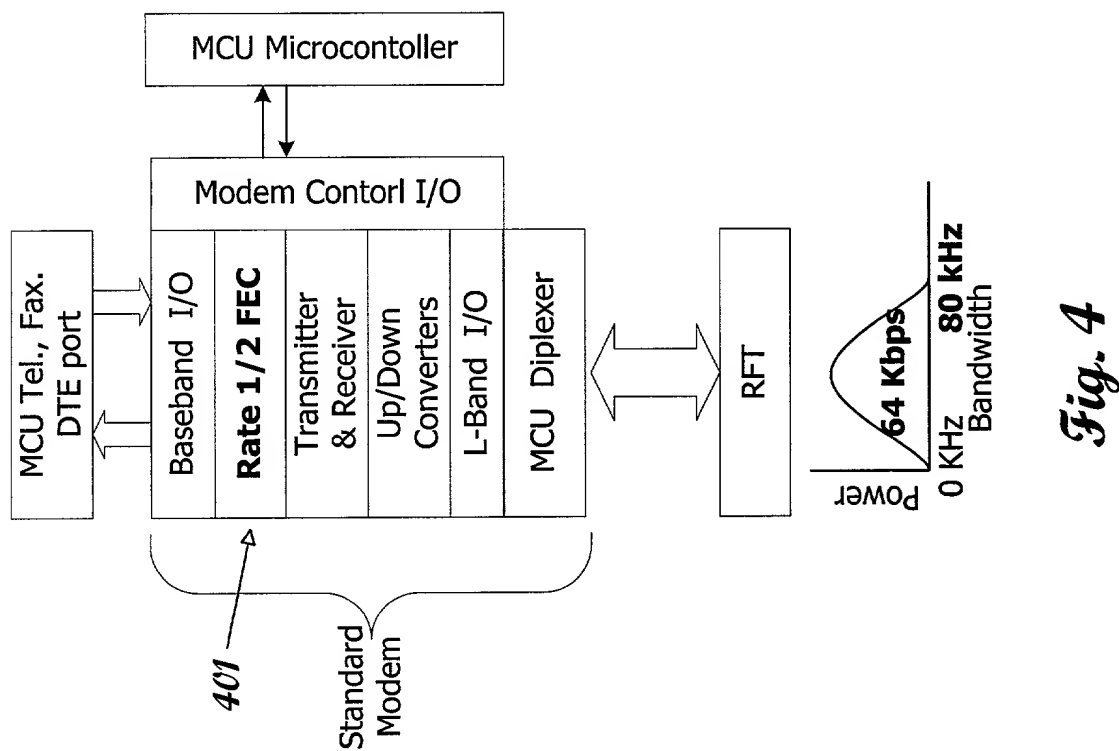 MCU Tel., Fax.
DTE port
Baseband I/O
Rate 1/2 FEC
Transmitter
& Receiver
Up/Down
Converters
L-Band I/O
MCU Diplexer
Modem Contorl I/O
MCU Microcontoller
401
Standard
Modem
RFT
Power
64 Kbps
0 KHz
80 kHz
Bandwidth
Fig. 4